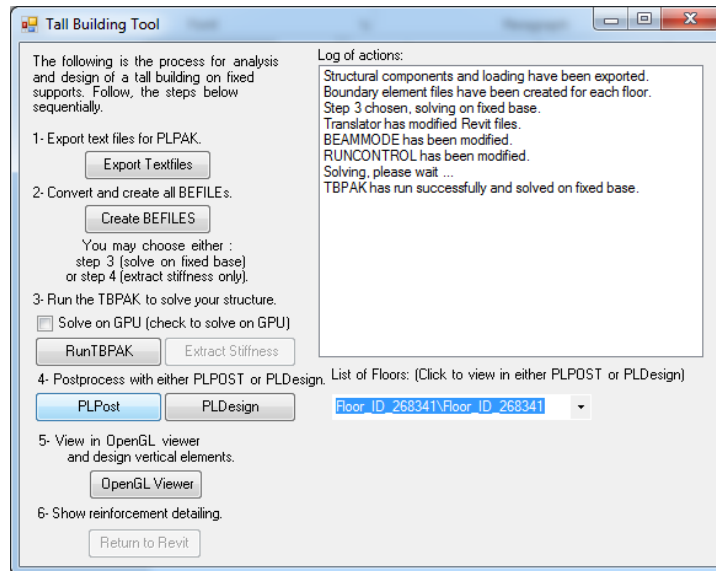 Tall Building Tool
The following is the process for analysis
and design of a tall building on fixed
supports. Follow, the steps below
sequentially.
1- Export text files for PLPAK.
Export Textfiles
2- Convert and create all BEFILEs.
Create BEFILES
You may choose either :
step 3 (solve on fixed base)
or step 4 (extract stiffness only).
3- Run the TBPAK to solve your structure.
Solve on GPU (check to solve on GPU)
RunTBPAK
Extract Stiffness
4- Postprocess with either PLPOST or PLDesign.
PLPost
PLDesign
5- View in OpenGL viewer
and design vertical elements.
OpenGL Viewer
6- Show reinforcement detailing.
Return to Revit
Log of actions:
Structural components and loading have been exported.
Boundary element files have been created for each floor.
Step 3 chosen, solving on fixed base.
Translator has modified Revit files.
BEAMMODE has been modified.
RUNCONTROL has been modified.
Solving, please wait ...
TBPAK has run successfully and solved on fixed base.
List of Floors: (Click to view in either PLPOST or PLDesign)
Floor_ID_268341\Floor_ID_268341